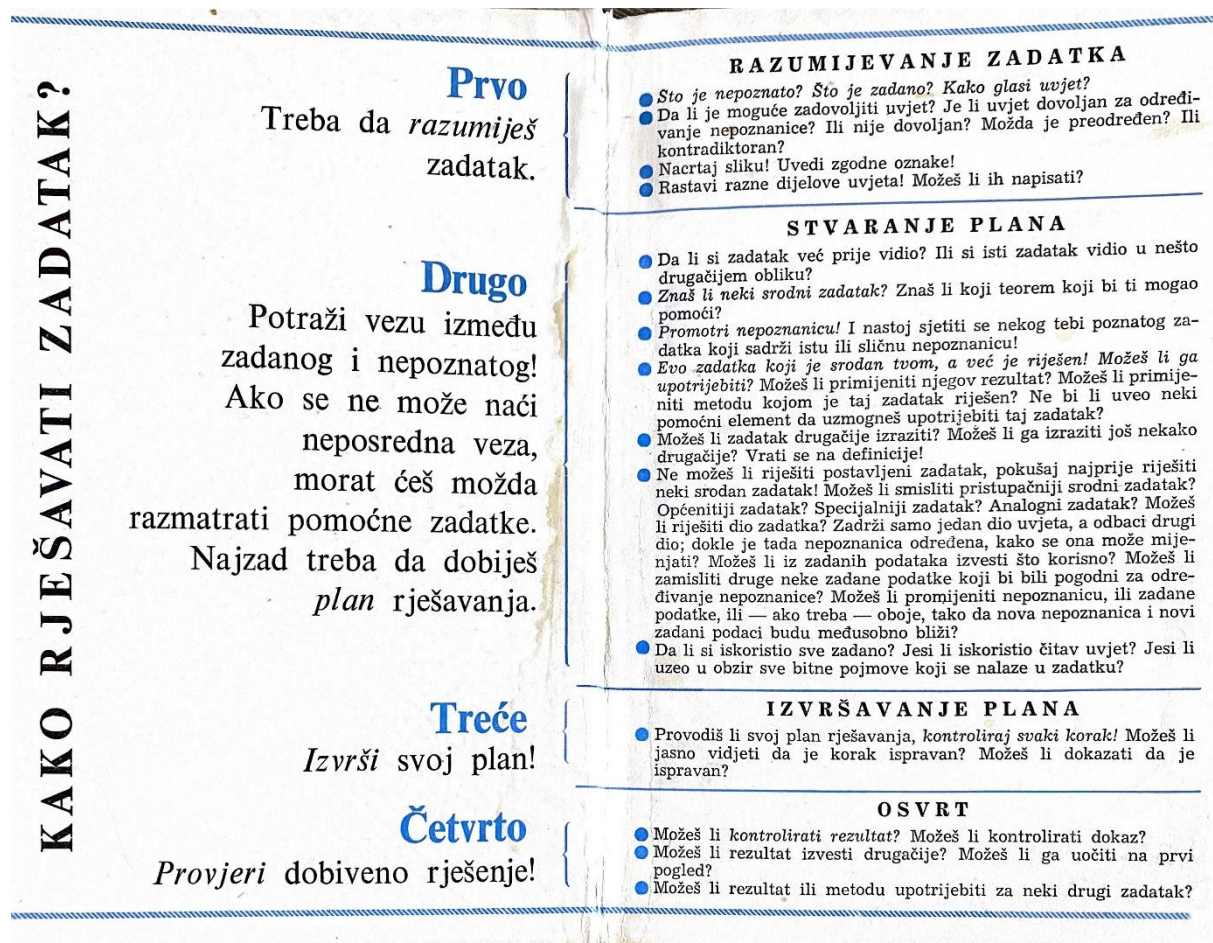 KAKO RJEŠAVATI ZADATAK?
Prvo
Treba da razumiješ
zadatak.
RAZUMIJEVANJE ZADATKA
Što je nepoznato? Što je zadano? Kako glasi uvjet?
Da li je moguće zadovoljiti uvjet? Je li uvjet dovoljan za određi-
vanje nepoznanice? Ili nije dovoljan? Možda je preodređen? Ili
kontradiktoran?
Nacrtaj sliku! Uvedi zgodne oznake!
Rastavi razne dijelove uvjeta! Možeš li ih napisati?
Drugo
Potraži vezu između
zadanog i nepoznatog!
Ako se ne može naći
neposredna veza,
morat ćeš možda
razmatrati pomoćne zadatke.
Najzad treba da dobiješ
plan rješavanja.
STVARANJE PLANA
Da li si zadatak već prije vidio? Ili si isti zadatak vidio u nešto
drugačijem obliku?
Znaš li neki srodni zadatak? Znaš li koji teorem koji bi ti mogao
pomoći?
Promotri nepoznanicu! I nastoj sjetiti se nekog tebi poznatog za-
datka koji sadrži istu ili sličnu nepoznanicu!
Evo zadatka koji je srodan tvom, a već je riješen! Možeš li ga
upotrijebiti? Možeš li primijeniti njegov rezultat? Možeš li primije-
niti metodu kojom je taj zadatak riješen? Ne bi li uveo neki
pomoćni element da uzmogneš upotrijebiti taj zadatak?
Možeš li zadatak drugačije izraziti? Možeš li ga izraziti još nekako
drugačije? Vrati se na definicije!
Ne možeš li riješiti postavljeni zadatak, pokušaj najprije riješiti
neki srodan zadatak! Možeš li smisliti pristupačniji srodni zadatak?
Općenitiji zadatak? Specijalniji zadatak? Analogni zadatak? Možeš
li riješiti dio zadatka? Zadrži samo jedan dio uvjeta, a odbaci drugi
dio; dokle je tada nepoznanica određena, kako se ona može mije-
njati? Možeš li iz zadanih podataka izvesti što korisno? Možeš li
zamisliti druge neke zadane podatke koji bi bili pogodni za odre-
đivanje nepoznanice? Možeš li promijeniti nepoznanicu, ili zadane
podatke, ili — ako treba — oboje, tako da nova nepoznanica i novi
zadani podaci budu međusobno bliži?
Da li si iskoristio sve zadano? Jesi li iskoristio čitav uvjet? Jesi li
uzeo u obzir sve bitne pojmove koji se nalaze u zadatku?
Treće
Izvrši svoj plan!
IZVRŠAVANJE PLANA
Provodiš li svoj plan rješavanja, kontroliraj svaki korak! Možeš li
jasno vidjeti da je korak ispravan? Možeš li dokazati da je
ispravan?
Četvrto
Provjeri dobiveno rješenje!
OSVRT
Možeš li kontrolirati rezultat? Možeš li kontrolirati dokaz?
Možeš li rezultat izvesti drugačije? Možeš li ga uočiti na prvi
pogled?
Možeš li rezultat ili metodu upotrijebiti za neki drugi zadatak?